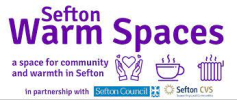 Sefton
Warm Spaces
a space for community
and warmth in Sefton
in partnership with Sefton Council Sefton CVS